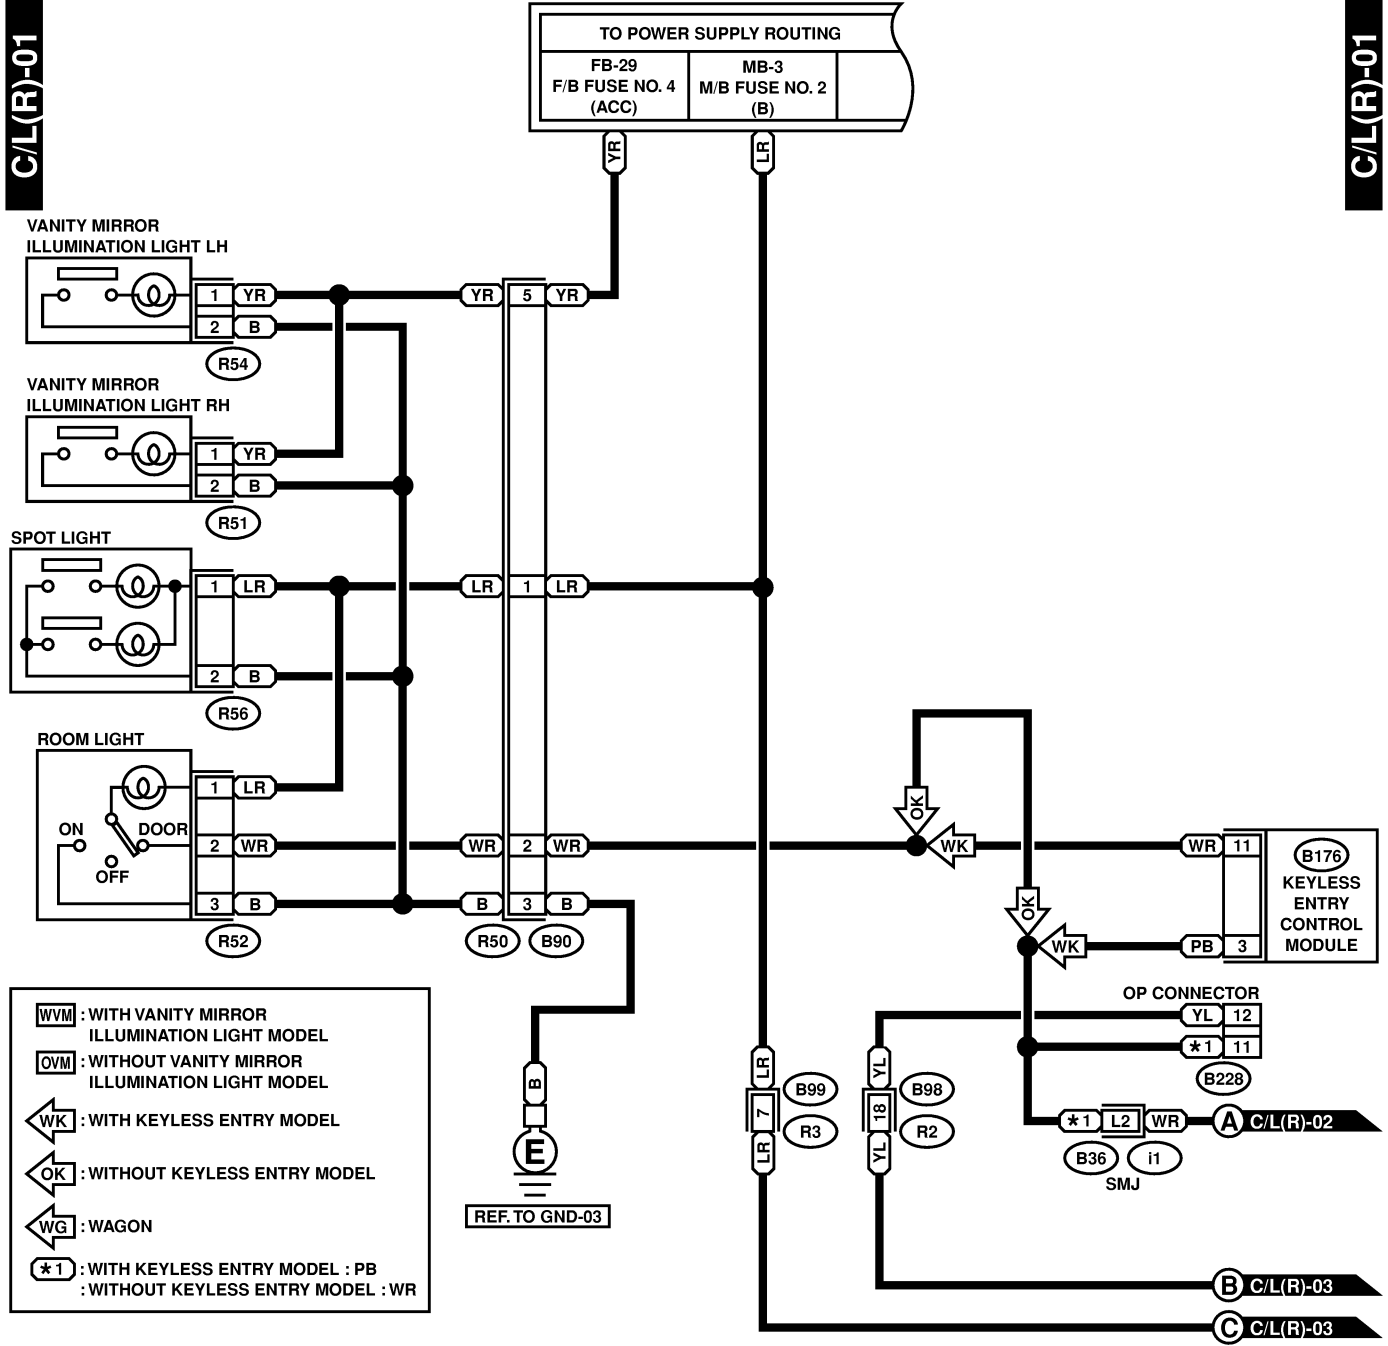 C/L(R)-01
C/L(R)-01
TO POWER SUPPLY ROUTING
FB-29
F/B FUSE NO. 4
(ACC)
MB-3
M/B FUSE NO. 2
(B)
YR
LR
VANITY MIRROR
ILLUMINATION LIGHT LH
1 YR
YR 5 YR
2 B
R54
VANITY MIRROR
ILLUMINATION LIGHT RH
1 YR
2 B
R51
SPOT LIGHT
1 LR
LR 1 LR
2 B
R56
ROOM LIGHT
1 LR
ON
DOOR
OFF
2 WR
WR 2 WR
3 B
B 3 B
R52
R50
B90
OK
WK
WR 11
OK
WK
PB 3
B176
KEYLESS
ENTRY
CONTROL
MODULE
OP CONNECTOR
YL 12
*1 11
B228
*1 L2 WR
A C/L(R)-02
B36
i1
SMJ
LR
7
LR
B99
R3
YL
18
YL
B98
R2
B
E
REF. TO GND-03
WVM : WITH VANITY MIRROR
ILLUMINATION LIGHT MODEL
OVM : WITHOUT VANITY MIRROR
ILLUMINATION LIGHT MODEL
WK : WITH KEYLESS ENTRY MODEL
OK : WITHOUT KEYLESS ENTRY MODEL
WG : WAGON
*1 : WITH KEYLESS ENTRY MODEL : PB
: WITHOUT KEYLESS ENTRY MODEL : WR
B C/L(R)-03
C C/L(R)-03